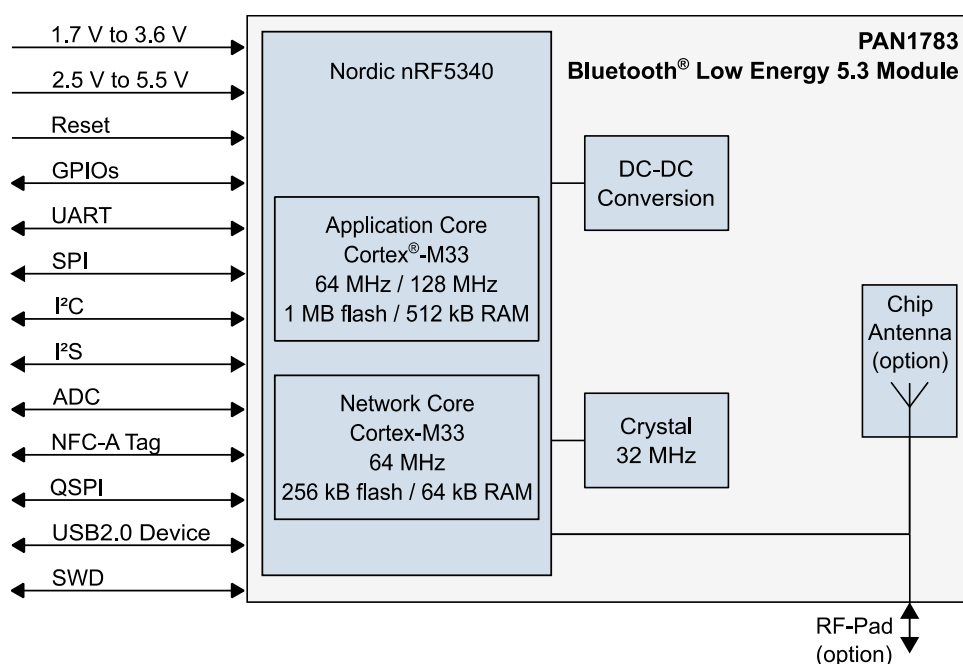 1.7 V to 3.6 V
2.5 V to 5.5 V
Reset
GPIOs
UART
SPI
I²C
I²S
ADC
NFC-A Tag
QSPI
USB2.0 Device
SWD
Nordic nRF5340
Application Core
Cortex®-M33
64 MHz / 128 MHz
1 MB flash / 512 kB RAM
Network Core
Cortex-M33
64 MHz
256 kB flash / 64 kB RAM
PAN1783
Bluetooth® Low Energy 5.3 Module
DC-DC
Conversion
Crystal
32 MHz
Chip
Antenna
(option)
RF-Pad
(option)